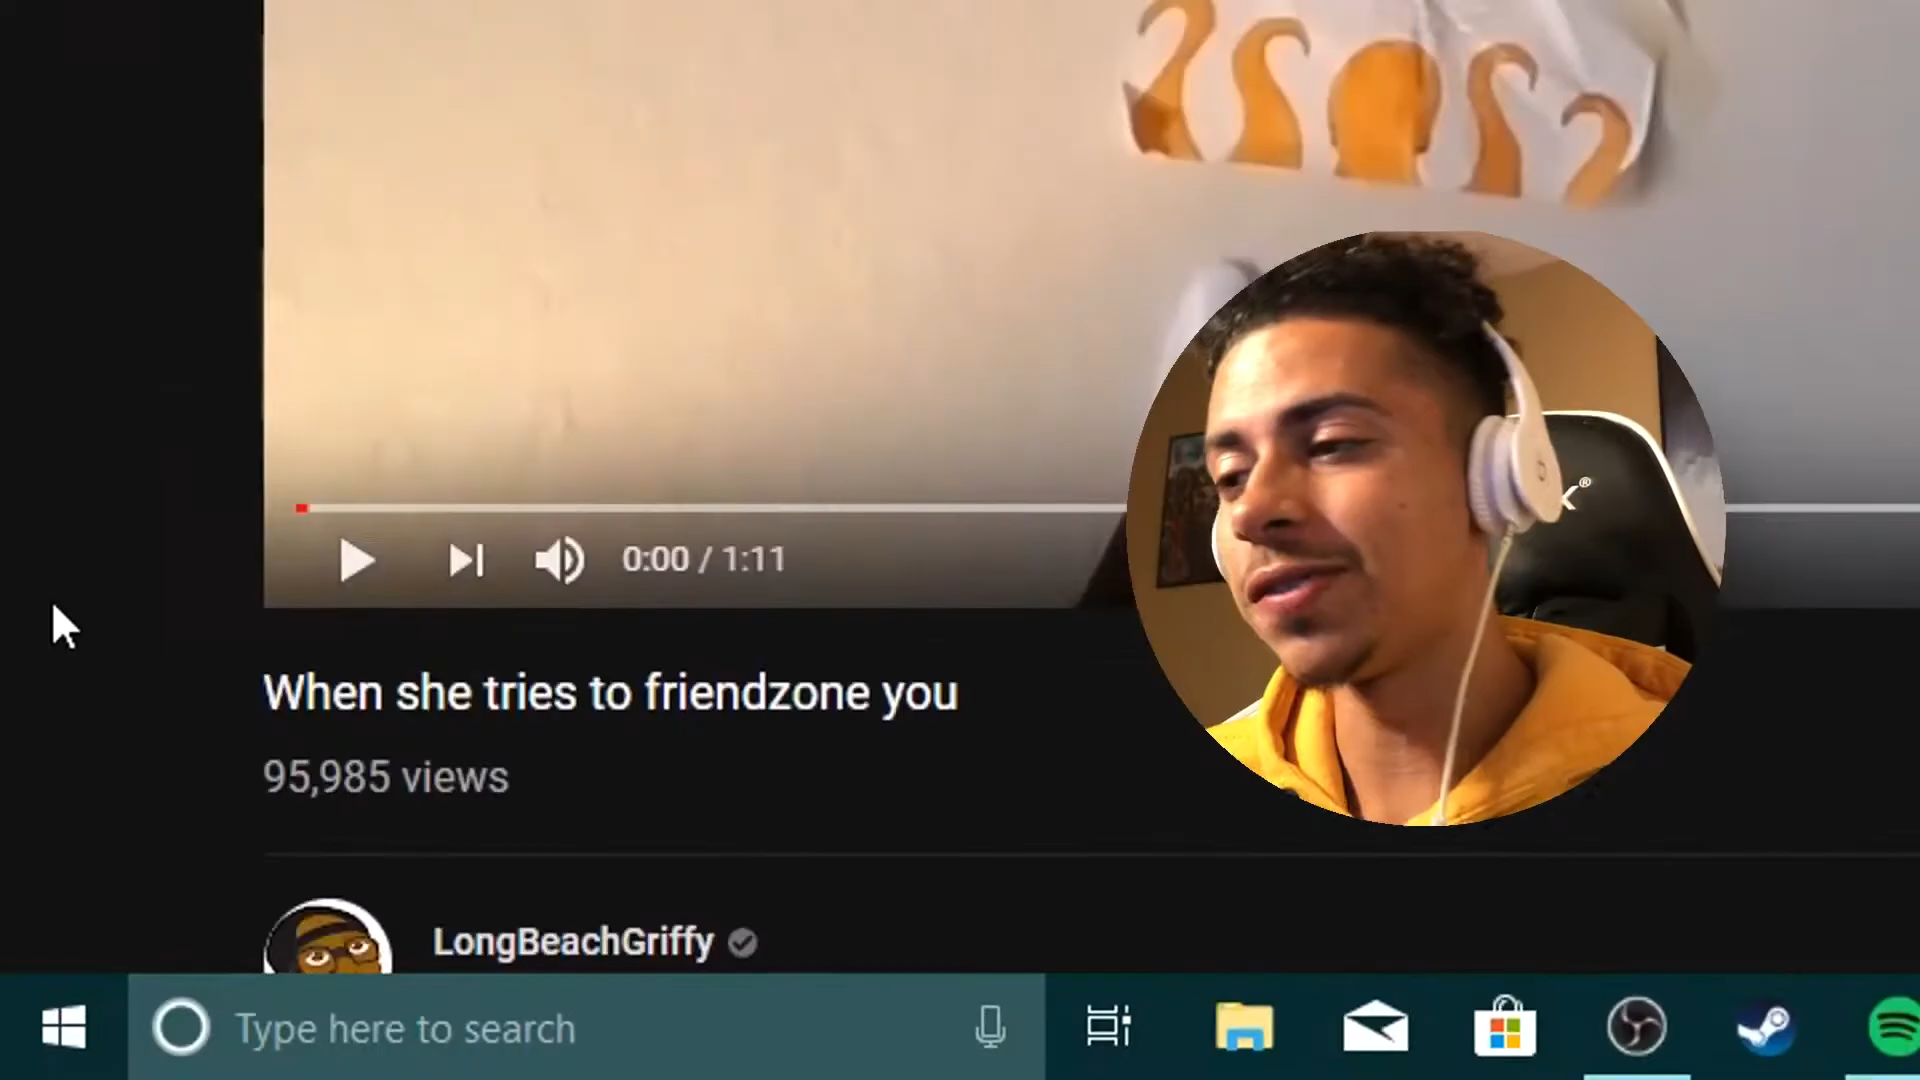 0:00 / 1:11
When she tries to friendzone you
95,985 views
LongBeachGriffy
Type here to search